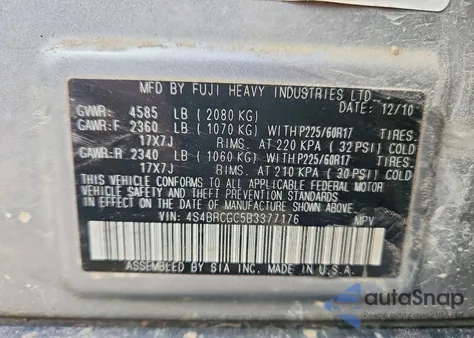 MFD BY FUJI HEAVY INDUSTRIES LTD.
DATE: 12/10
GVWR: 4585 LB (2080 KG)
GAWR:F 2360 LB (1070 KG) WITH P225/60R17 TIRES
17X7J RIMS. AT 220 KPA (32 PSI) COLD
GAWR:R 2340 LB (1060 KG) WITH P225/60R17 TIRES
17X7J RIMS. AT 210 KPA (30 PSI) COLD
THIS VEHICLE CONFORMS TO ALL APPLICABLE FEDERAL MOTOR
VEHICLE SAFETY, BUMPER, AND THEFT PREVENTION STANDARDS
IN EFFECT ON THE DATE OF MANUFACTURE SHOWN ABOVE.
VIN: 4S4BRCGC5B3377176 MPV
ASSEMBLED BY SIA INC. MADE IN U.S.A.
autoSnap